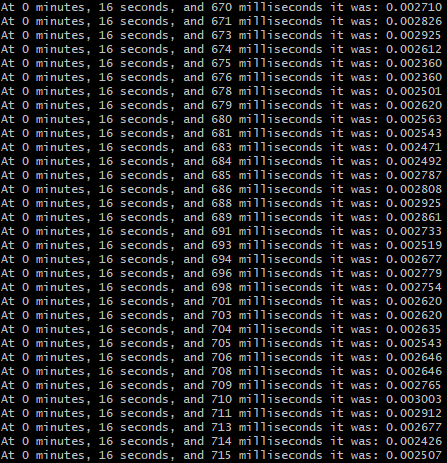 At 0 minutes, 16 seconds, and 670 milliseconds it was: 0.002710
At 0 minutes, 16 seconds, and 671 milliseconds it was: 0.002826
At 0 minutes, 16 seconds, and 673 milliseconds it was: 0.002925
At 0 minutes, 16 seconds, and 674 milliseconds it was: 0.002612
At 0 minutes, 16 seconds, and 675 milliseconds it was: 0.002360
At 0 minutes, 16 seconds, and 676 milliseconds it was: 0.002360
At 0 minutes, 16 seconds, and 678 milliseconds it was: 0.002501
At 0 minutes, 16 seconds, and 679 milliseconds it was: 0.002620
At 0 minutes, 16 seconds, and 680 milliseconds it was: 0.002563
At 0 minutes, 16 seconds, and 681 milliseconds it was: 0.002543
At 0 minutes, 16 seconds, and 683 milliseconds it was: 0.002471
At 0 minutes, 16 seconds, and 684 milliseconds it was: 0.002492
At 0 minutes, 16 seconds, and 685 milliseconds it was: 0.002787
At 0 minutes, 16 seconds, and 686 milliseconds it was: 0.002808
At 0 minutes, 16 seconds, and 688 milliseconds it was: 0.002925
At 0 minutes, 16 seconds, and 689 milliseconds it was: 0.002861
At 0 minutes, 16 seconds, and 691 milliseconds it was: 0.002733
At 0 minutes, 16 seconds, and 693 milliseconds it was: 0.002519
At 0 minutes, 16 seconds, and 694 milliseconds it was: 0.002677
At 0 minutes, 16 seconds, and 696 milliseconds it was: 0.002779
At 0 minutes, 16 seconds, and 698 milliseconds it was: 0.002754
At 0 minutes, 16 seconds, and 701 milliseconds it was: 0.002620
At 0 minutes, 16 seconds, and 703 milliseconds it was: 0.002620
At 0 minutes, 16 seconds, and 704 milliseconds it was: 0.002635
At 0 minutes, 16 seconds, and 705 milliseconds it was: 0.002543
At 0 minutes, 16 seconds, and 706 milliseconds it was: 0.002646
At 0 minutes, 16 seconds, and 708 milliseconds it was: 0.002646
At 0 minutes, 16 seconds, and 709 milliseconds it was: 0.002765
At 0 minutes, 16 seconds, and 710 milliseconds it was: 0.003003
At 0 minutes, 16 seconds, and 711 milliseconds it was: 0.002912
At 0 minutes, 16 seconds, and 713 milliseconds it was: 0.002677
At 0 minutes, 16 seconds, and 714 milliseconds it was: 0.002426
At 0 minutes, 16 seconds, and 715 milliseconds it was: 0.002507